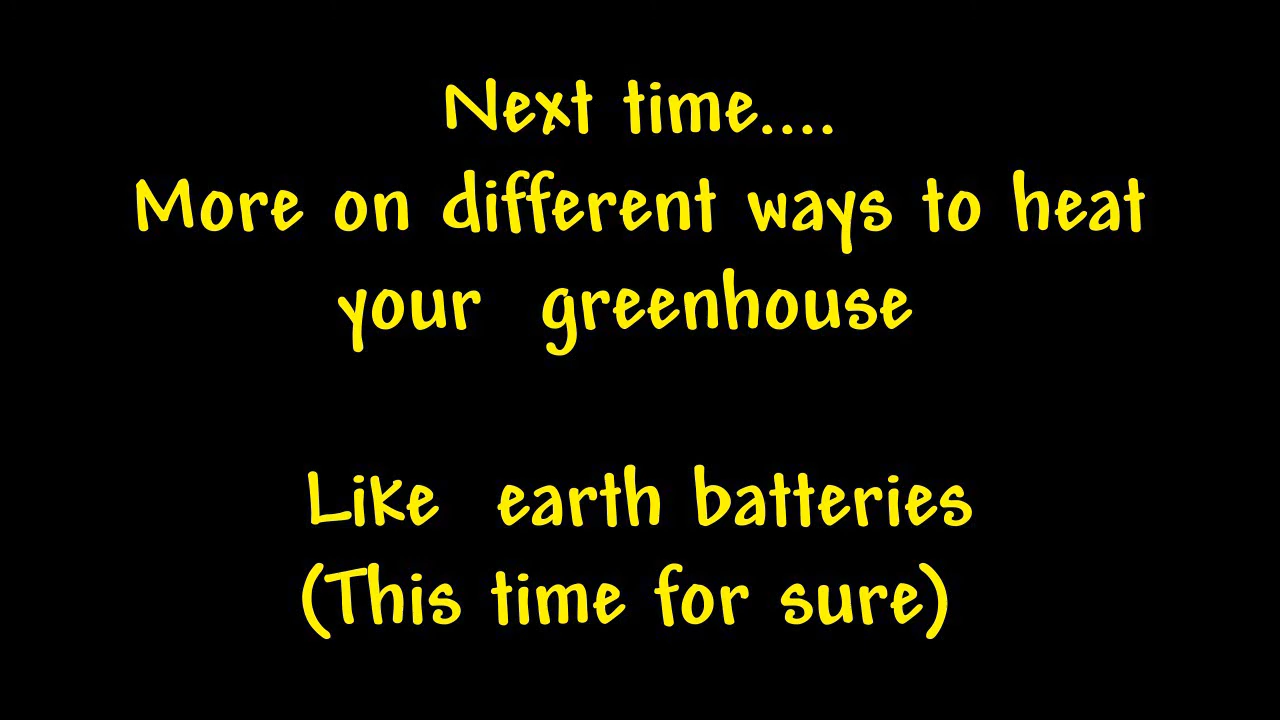 Next time....
More on different ways to heat
your greenhouse
Like earth batteries
(This time for sure)